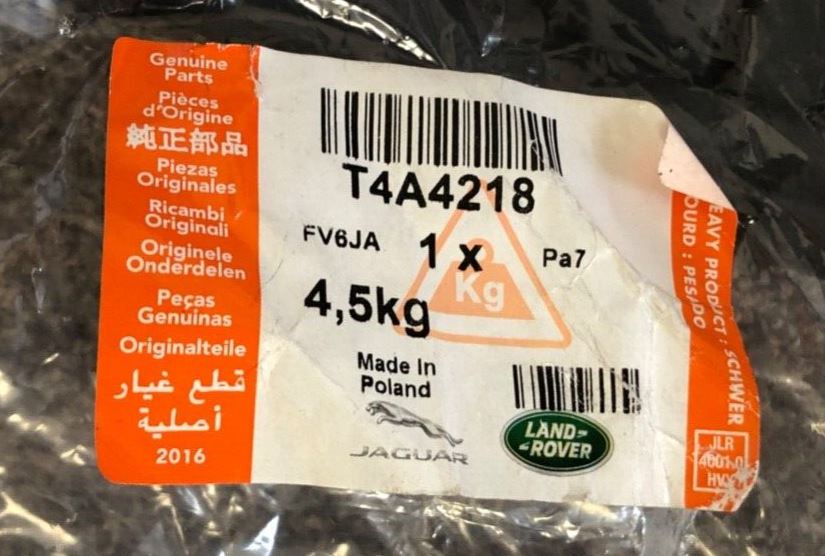 Genuine
Parts
Pièces
d'Origine
純正部品
Piezas
Originales
Ricambi
Originali
Originele
Onderdelen
Peças
Genuinas
Originalteile
قطع غيار
أصلية
2016
T4A4218
FV6JA 1 x Pa7
Kg
4,5kg
Made In
Poland
JAGUAR
LAND-
-ROVER
EAVY PRODUCT : SCHWER
OURD : PESADO
JLR